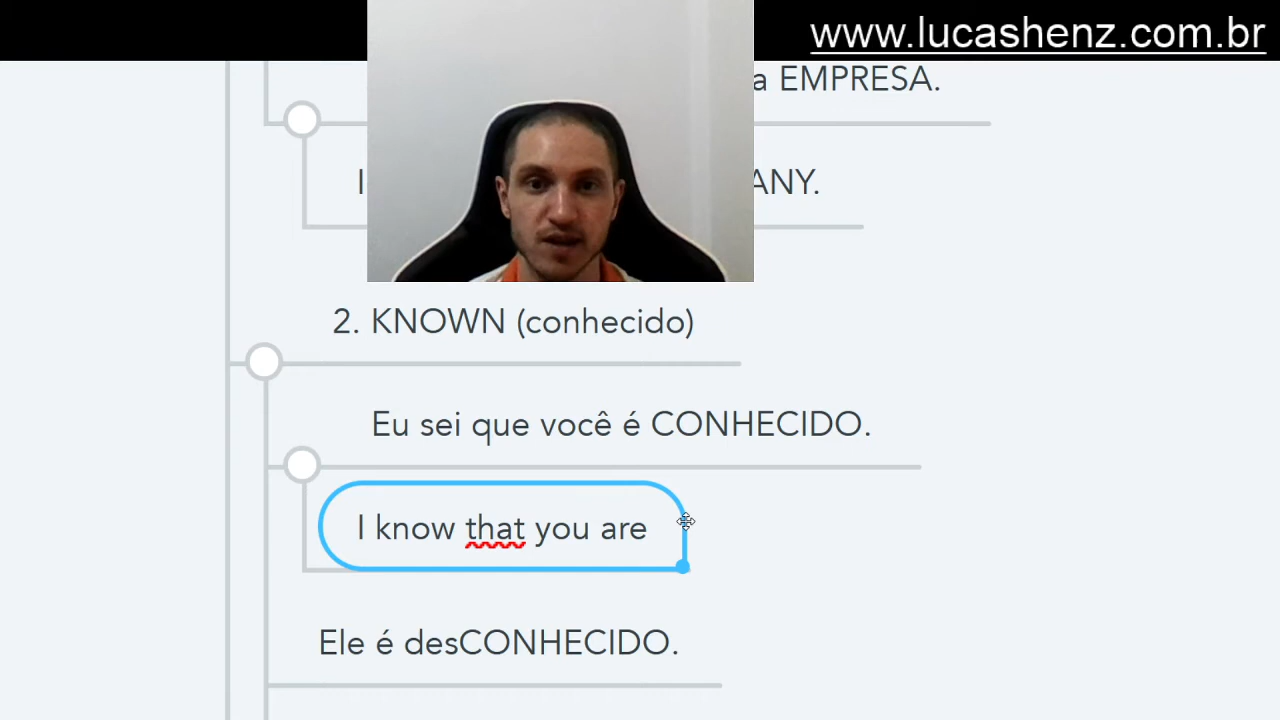 www.lucashenz.com.br
a EMPRESA.
I
ANY.
2. KNOWN (conhecido)
Eu sei que você é CONHECIDO.
I know that you are
Ele é desCONHECIDO.